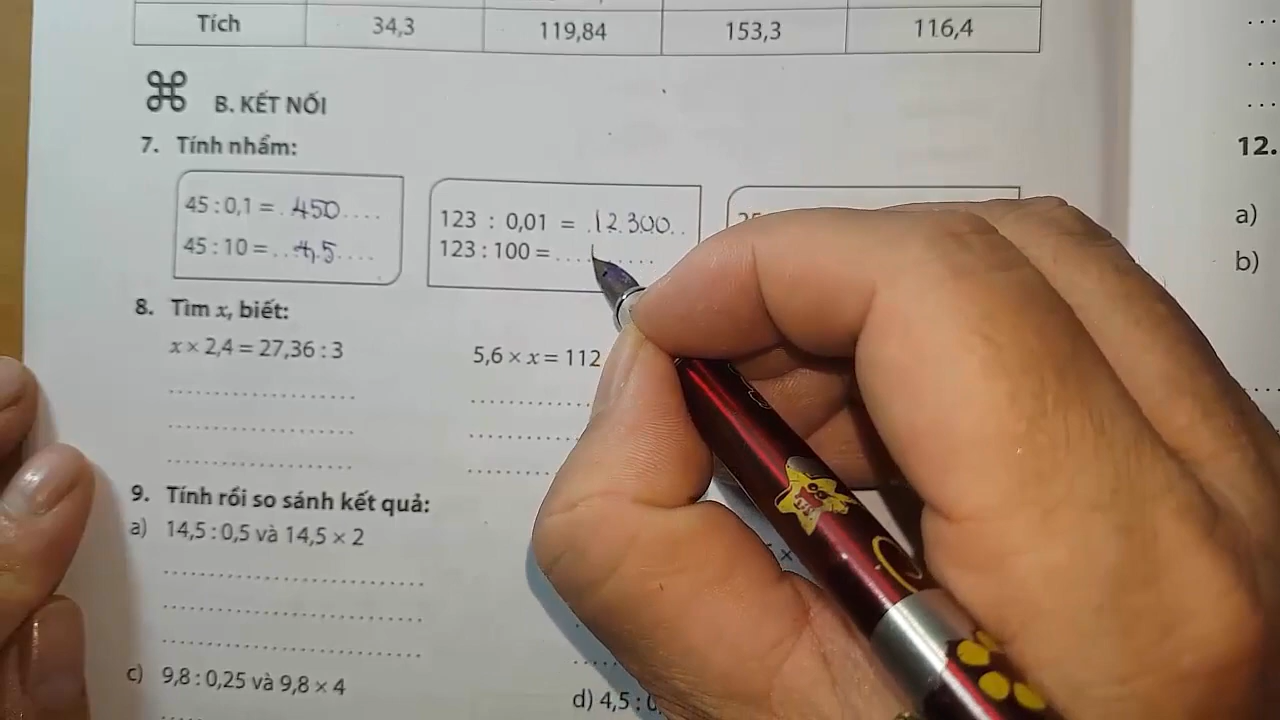 Tích 34,3 119,84 153,3 116,4
B. KẾT NỐI
7. Tính nhẩm:
45 : 0,1 = 450
45 : 10 = 4,5
123 : 0,01 = 12300
123 : 100 = 1
8. Tìm x, biết:
x × 2,4 = 27,36 : 3
5,6 × x = 112
9. Tính rồi so sánh kết quả:
a) 14,5 : 0,5 và 14,5 × 2
c) 9,8 : 0,25 và 9,8 × 4
d) 4,5 : 0,
12.
a)
b)